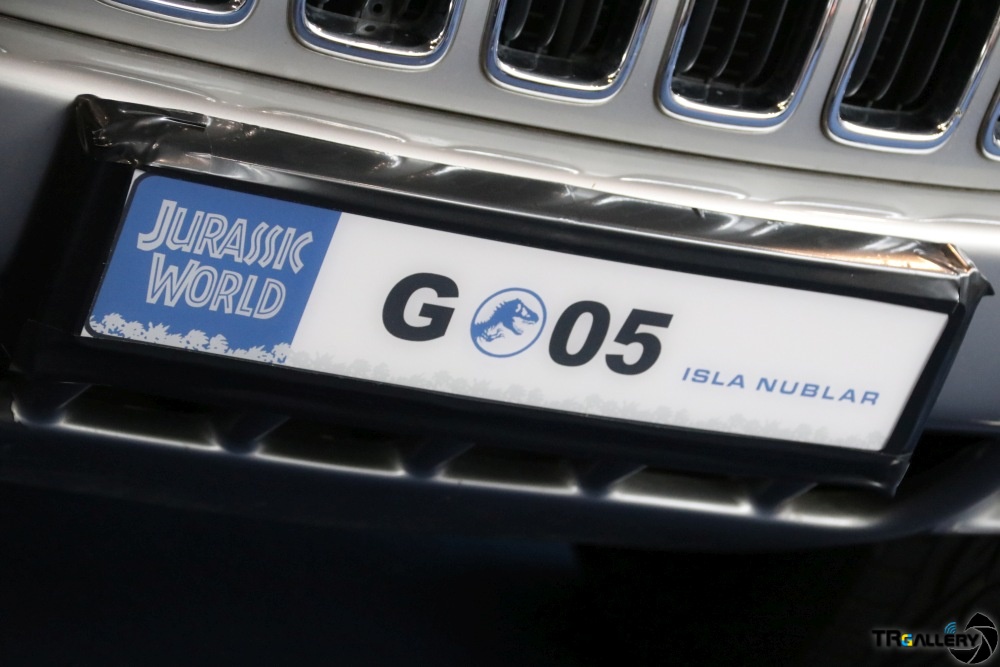 JURASSIC
WORLD
G 05
ISLA NUBLAR
TRGALLERY